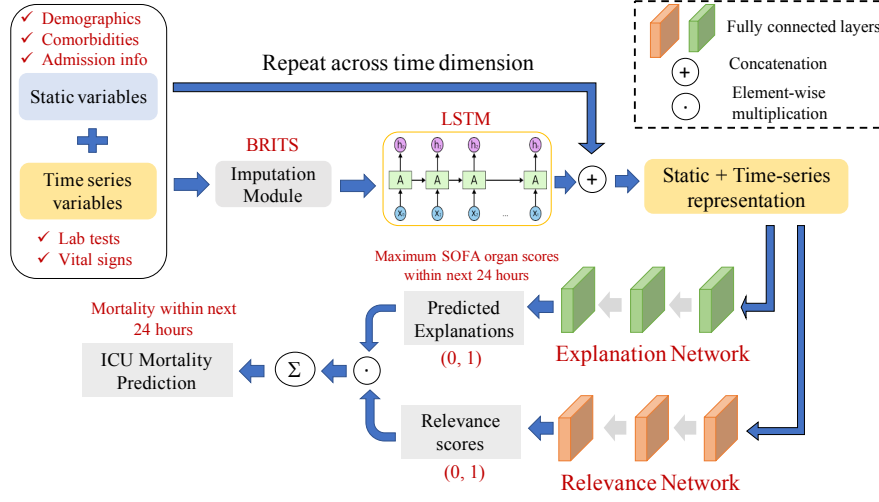 ✓ Demographics
✓ Comorbidities
✓ Admission info
Static variables
Time series
variables
✓ Lab tests
✓ Vital signs
Repeat across time dimension
BRITS
Imputation
Module
LSTM
h h h h
A A A A
...
+
Static + Time-series
representation
Fully connected layers
+ Concatenation
· Element-wise
multiplication
Maximum SOFA organ scores
within next 24 hours
Predicted
Explanations
(0, 1)
Explanation Network
Mortality within next
24 hours
ICU Mortality
Prediction
Σ
·
Relevance
scores
(0, 1)
Relevance Network